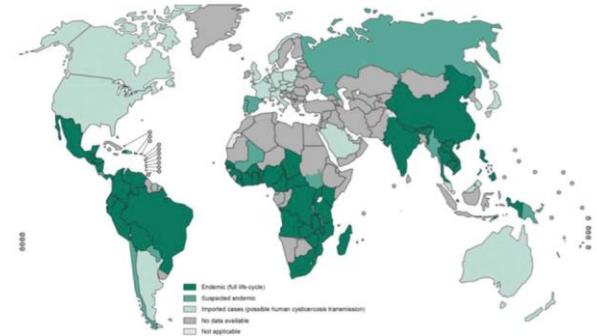 Endemic (full life-cycle)
Suspected endemic
Imported cases (possible human cysticercosis transmission)
No data available
Not applicable